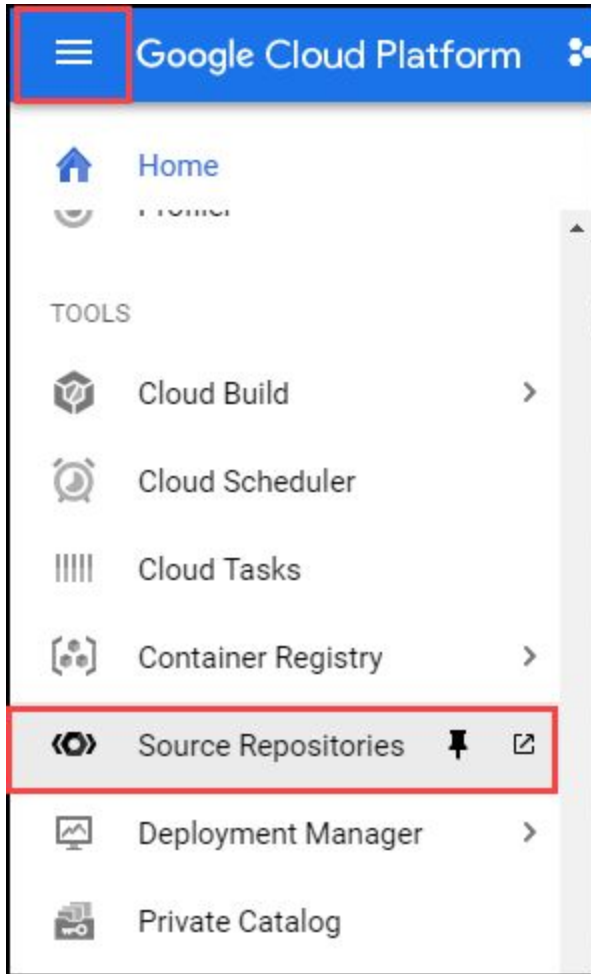 Google Cloud Platform
Home
TOOLS
Cloud Build
Cloud Scheduler
Cloud Tasks
Container Registry
Source Repositories
Deployment Manager
Private Catalog